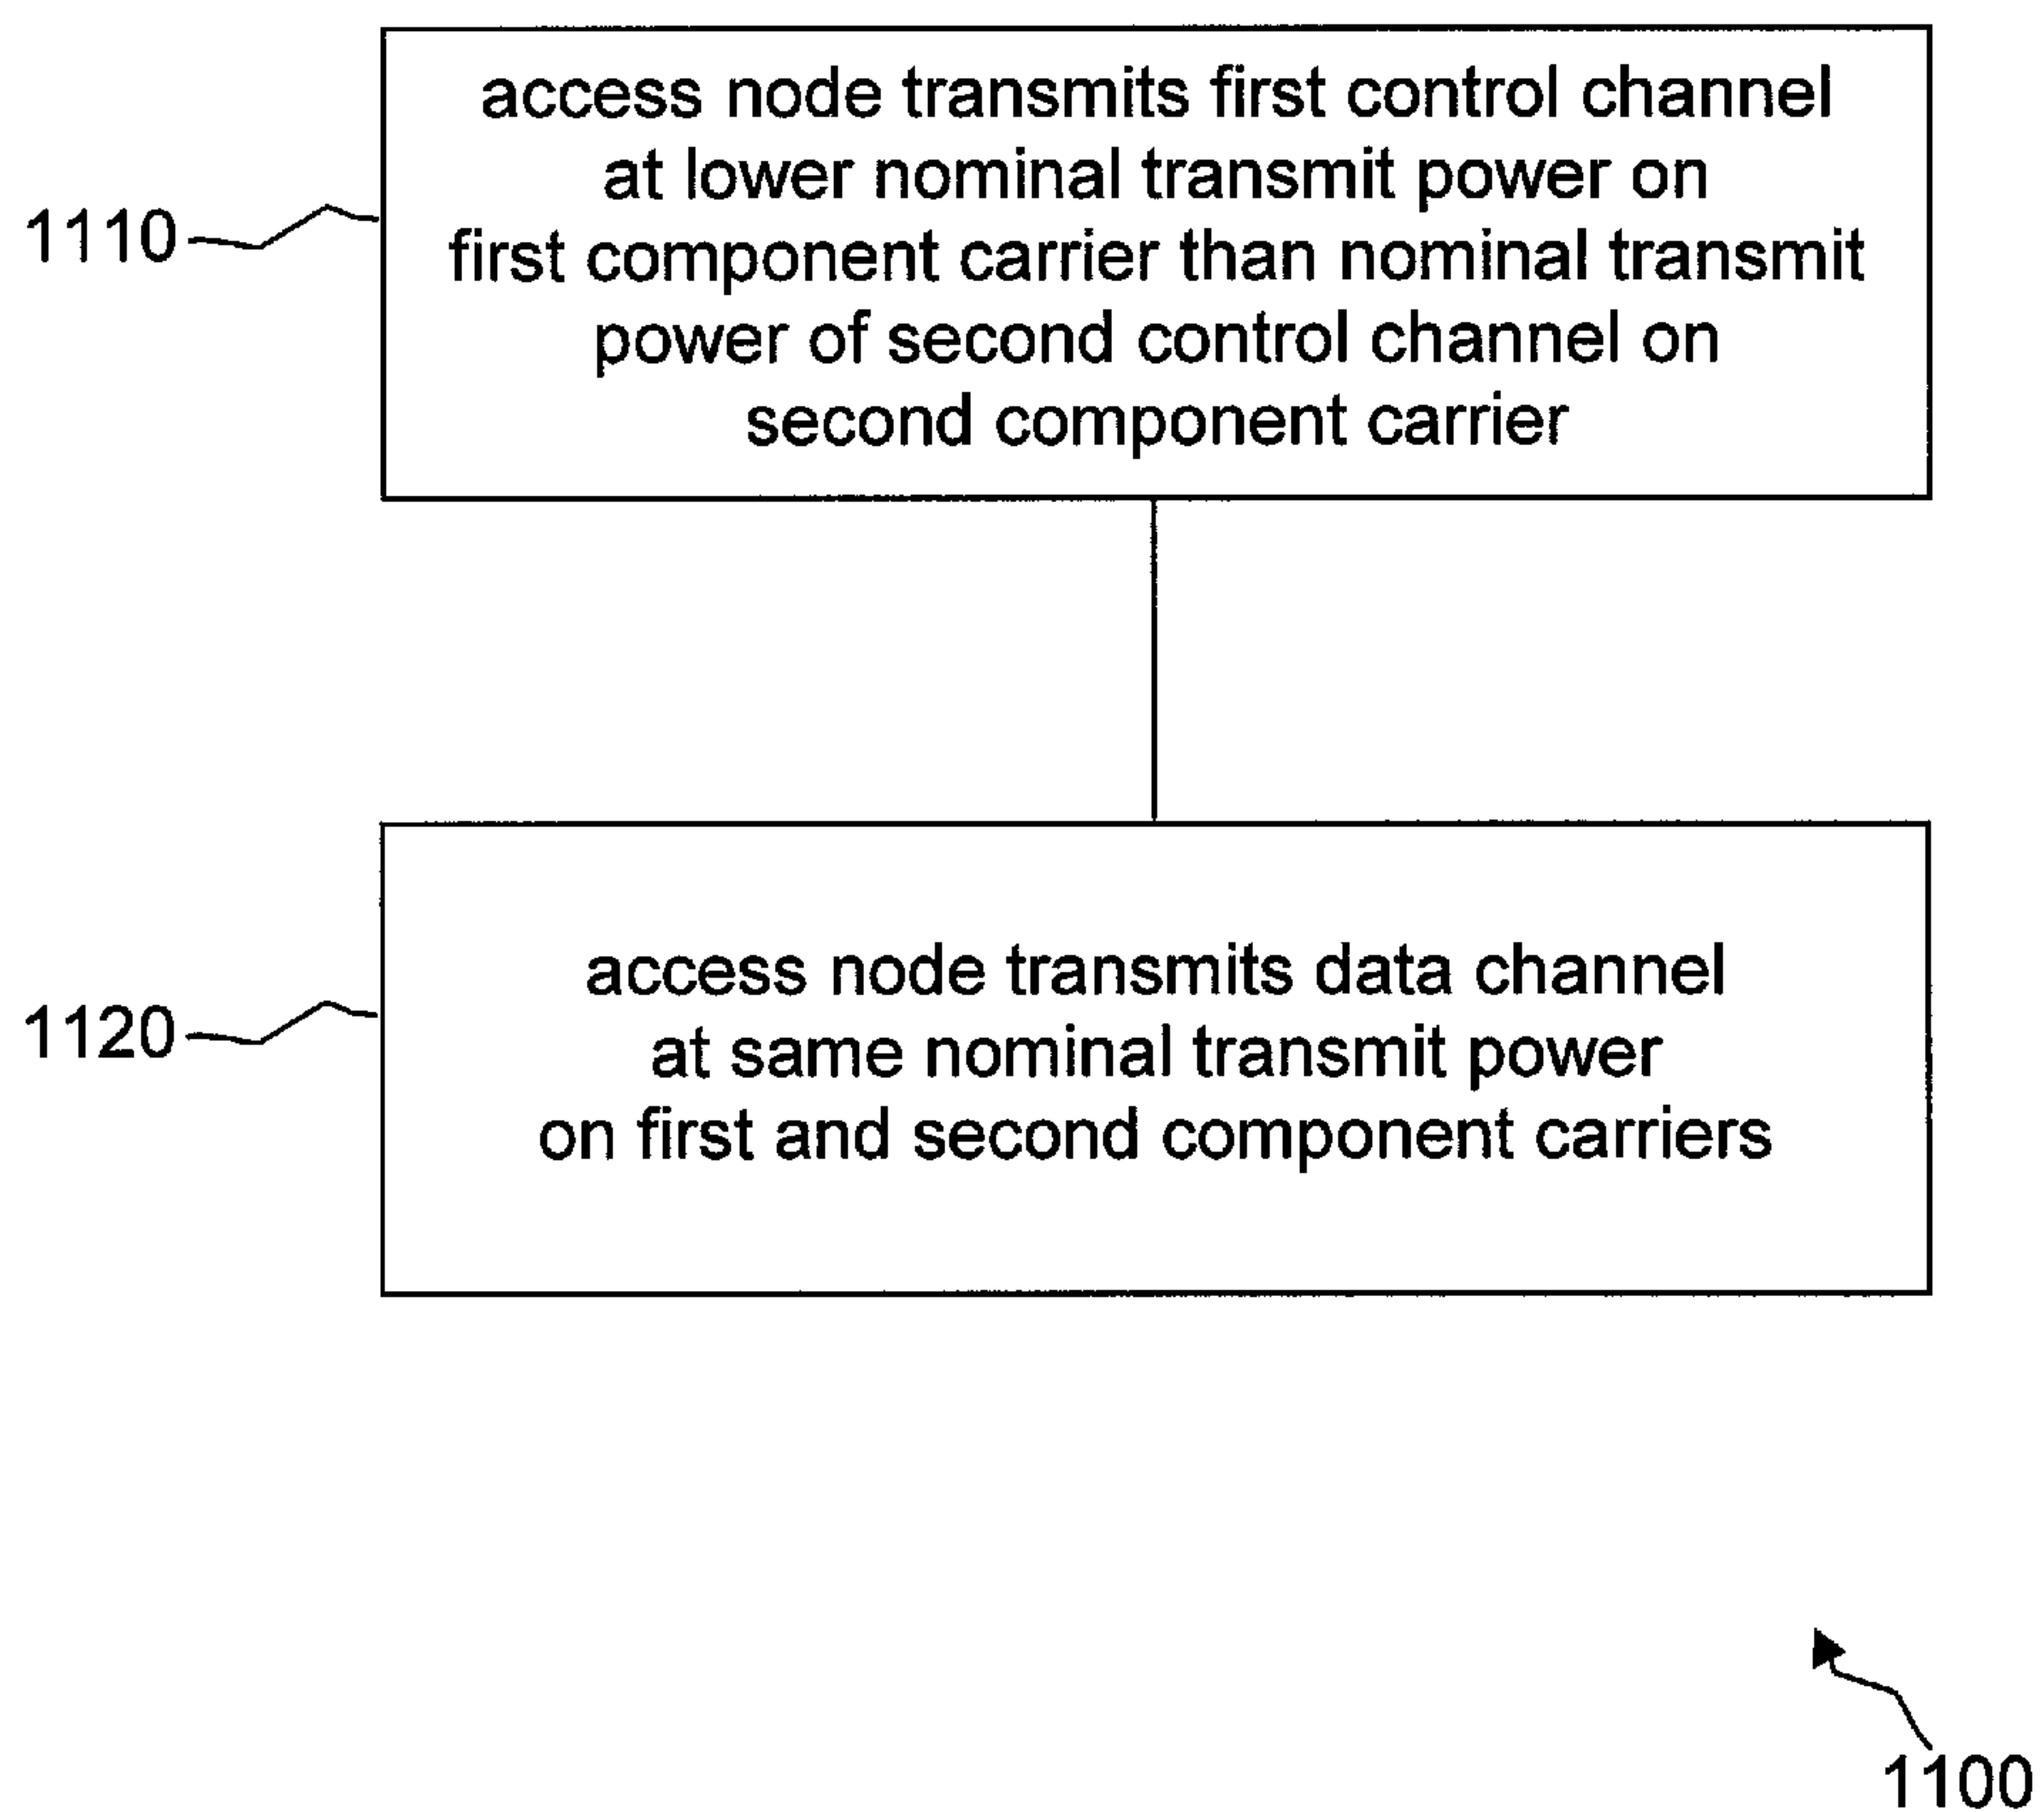 access node transmits first control channel
at lower nominal transmit power on
1110
first component carrier than nominal transmit
power of second control channel on
second component carrier
access node transmits data channel
1120
at same nominal transmit power
on first and second component carriers
1100